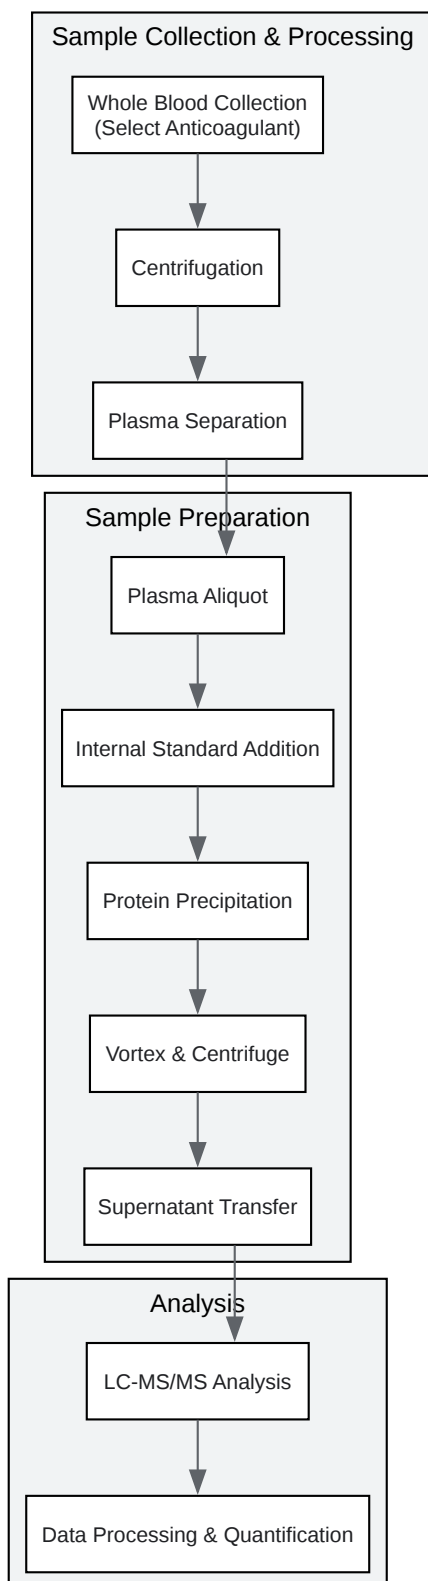 Sample Collection & Processing
Whole Blood Collection
(Select Anticoagulant)
Centrifugation
Plasma Separation
Sample Preparation
Plasma Aliquot
Internal Standard Addition
Protein Precipitation
Vortex & Centrifuge
Supernatant Transfer
Analysis
LC-MS/MS Analysis
Data Processing & Quantification